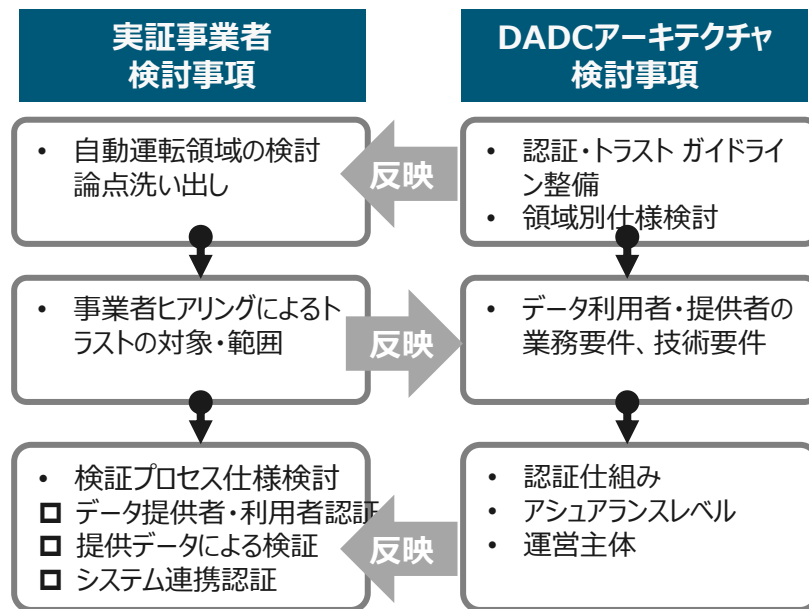 実証事業者
検討事項
DADCアーキテクチャ
検討事項
• 自動運転領域の検討
論点洗い出し
反映
• 認証・トラスト ガイドライ
ン整備
• 領域別仕様検討
• 事業者ヒアリングによるト
ラストの対象・範囲
反映
• データ利用者・提供者の
業務要件、技術要件
• 検証プロセス仕様検討
❑ データ提供者・利用者認証
❑ 提供データによる検証
❑ システム連携認証
反映
• 認証仕組み
• アシュアランスレベル
• 運営主体